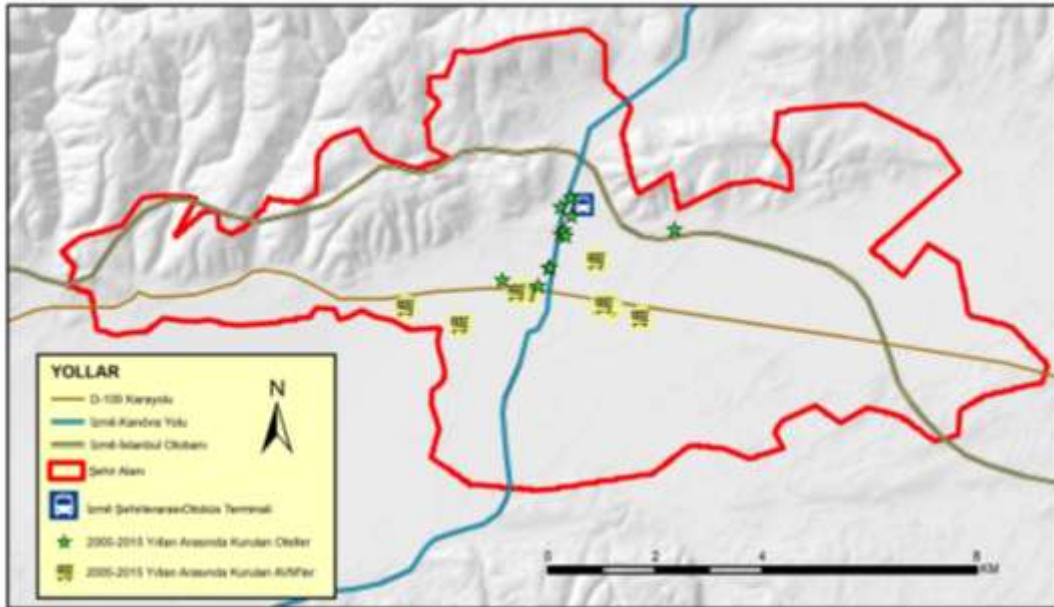 YOLLAR
N
D-100 Karayolu
İzmit-Kandıra Yolu
İzmit-İstanbul Otobanı
Şehir Alanı
İzmit Şehirlerarası Otobüs Terminali
2005-2015 Yılları Arasında Kurulan Oteller
2005-2015 Yılları Arasında Kurulan AVM'ler
0 2 4 8
KM